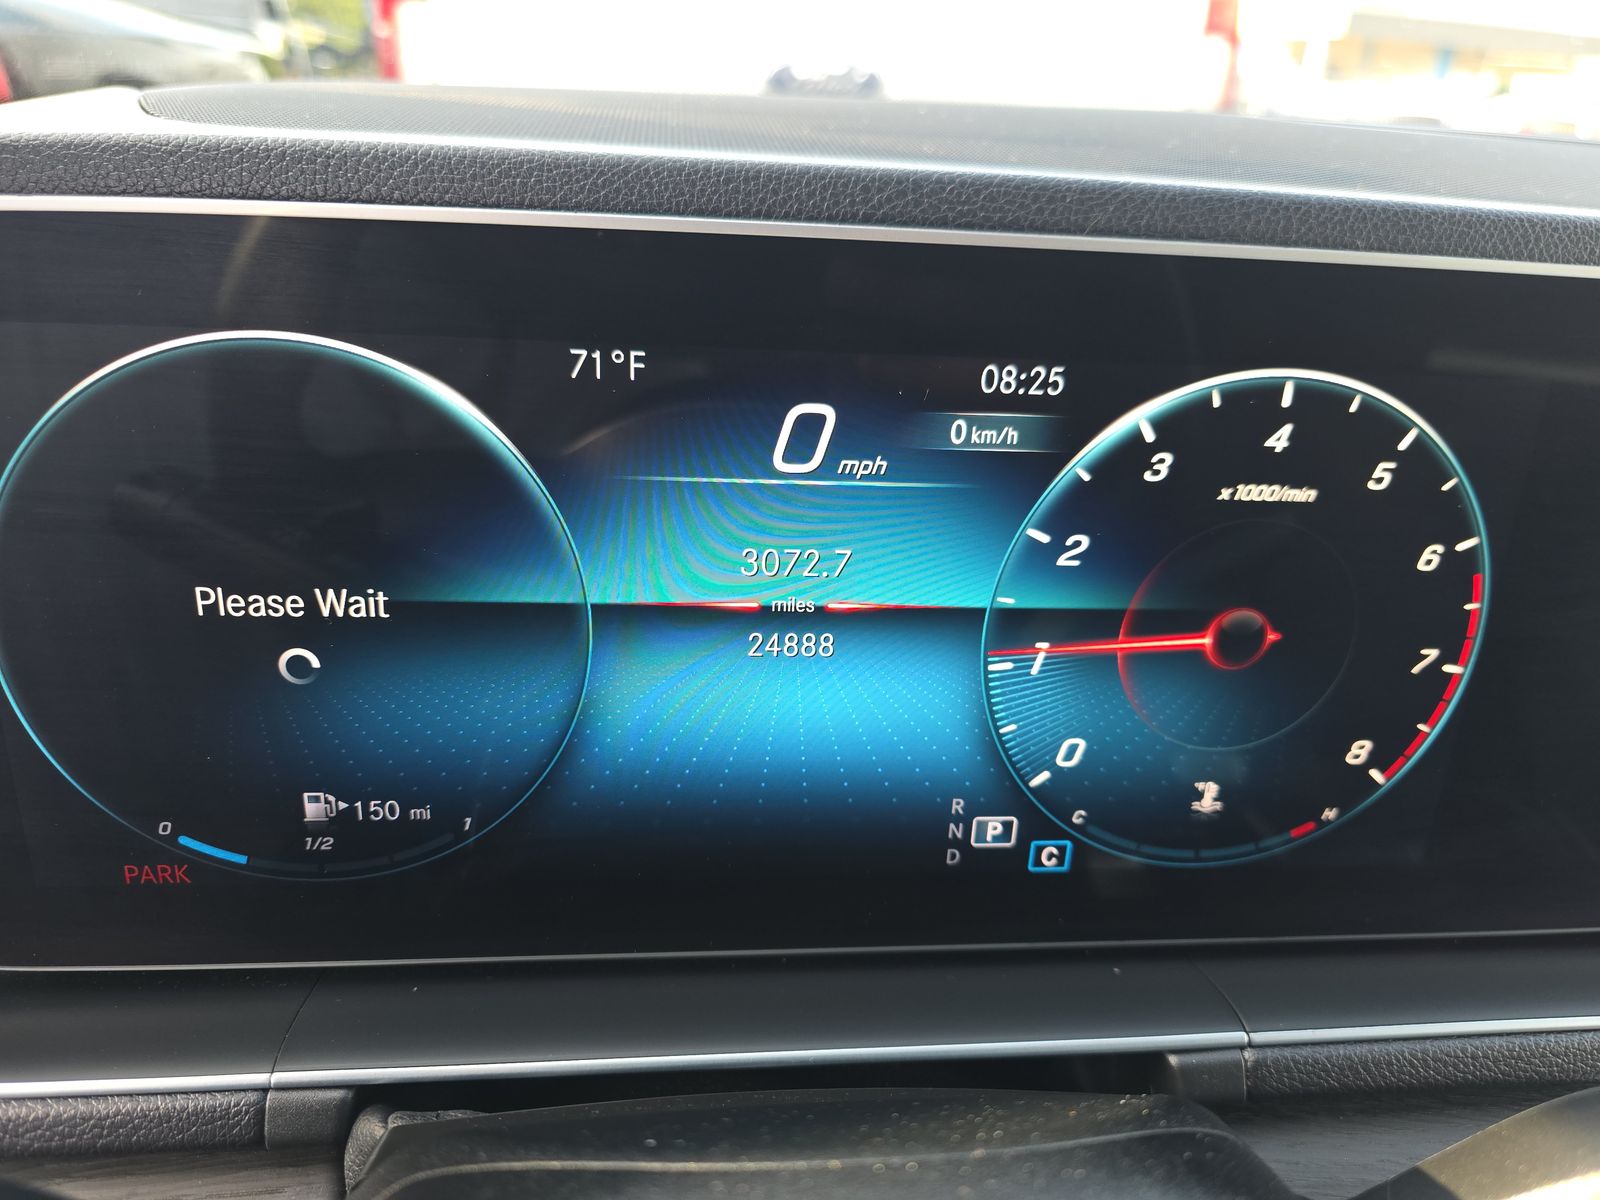 71°F
08:25
0 mph
0 km/h
3072.7
miles
24888
Please Wait
150 mi
0
1/2
1
PARK
R
N
D
P
C
x1000/min
0
1
2
3
4
5
6
7
8
C
H